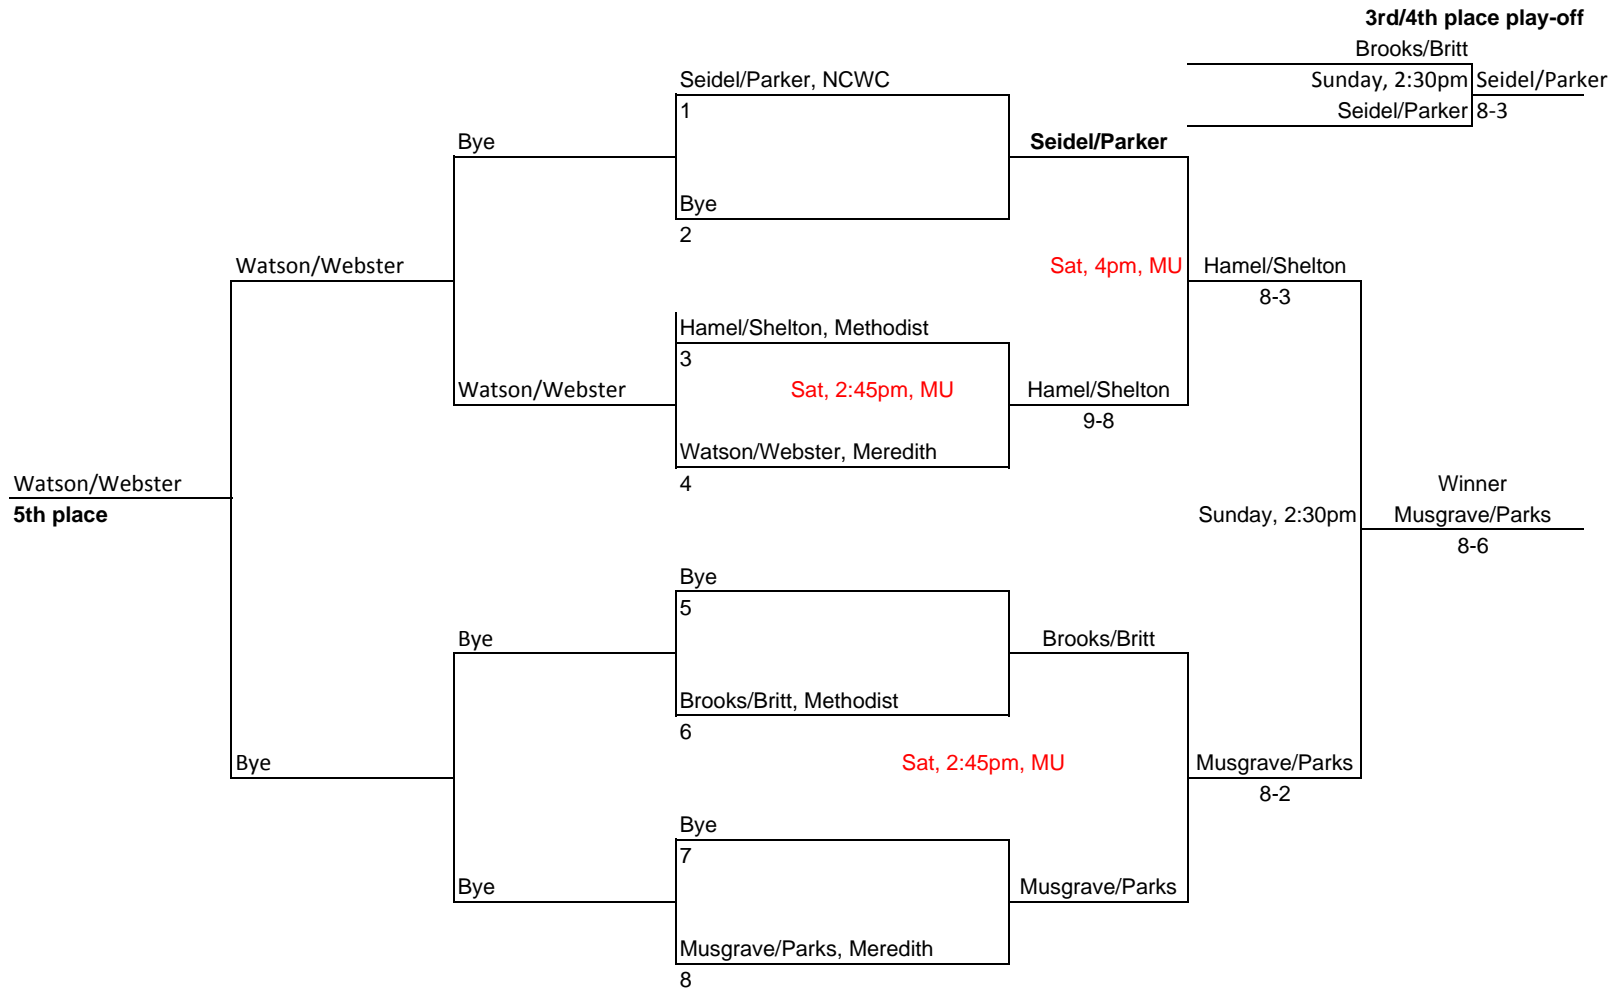 3rd/4th place play-off
Brooks/Britt
Seidel/Parker, NCWC
Sunday, 2:30pm Seidel/Parker
1
Seidel/Parker 8-3
Bye
Seidel/Parker
Bye
2
Watson/Webster
Sat, 4pm, MU
Hamel/Shelton
8-3
Hamel/Shelton, Methodist
3
Watson/Webster
Sat, 2:45pm, MU
Hamel/Shelton
9-8
Watson/Webster, Meredith
4
Watson/Webster
Winner
5th place
Sunday, 2:30pm
Musgrave/Parks
8-6
Bye
5
Bye
Brooks/Britt
Brooks/Britt, Methodist
6
Bye
Sat, 2:45pm, MU
Musgrave/Parks
8-2
Bye
7
Bye
Musgrave/Parks
Musgrave/Parks, Meredith
8